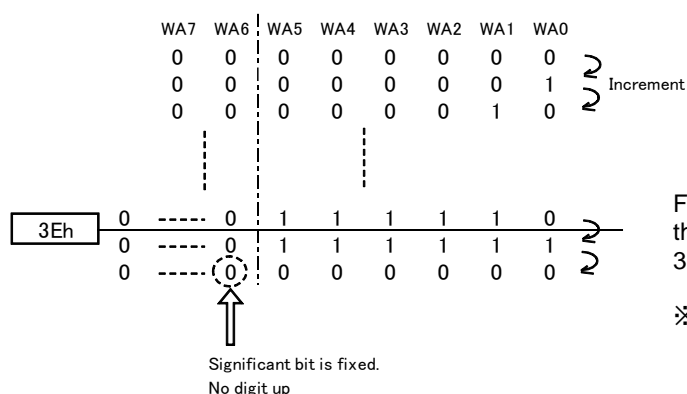 WA7 WA6 WA5 WA4 WA3 WA2 WA1 WA0
0 0 0 0 0 0 0 0
0 0 0 0 0 0 0 1
0 0 0 0 0 0 1 0
Increment
3Eh 0 ----- 0 1 1 1 1 1 0
0 ----- 0 1 1 1 1 1 1
0 ----- 0 0 0 0 0 0 0
Significant bit is fixed.
No digit up
F
th
3
※